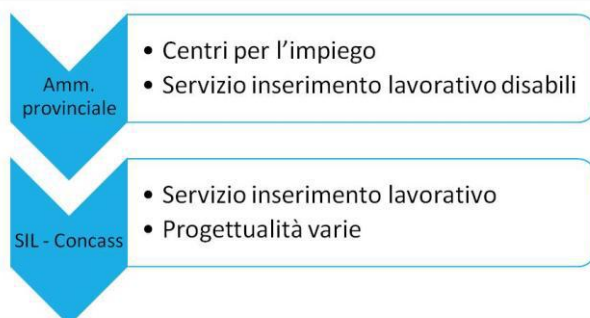 Amm.
provinciale
• Centri per l'impiego
• Servizio inserimento lavorativo disabili
SIL - Concass
• Servizio inserimento lavorativo
• Progettualità varie